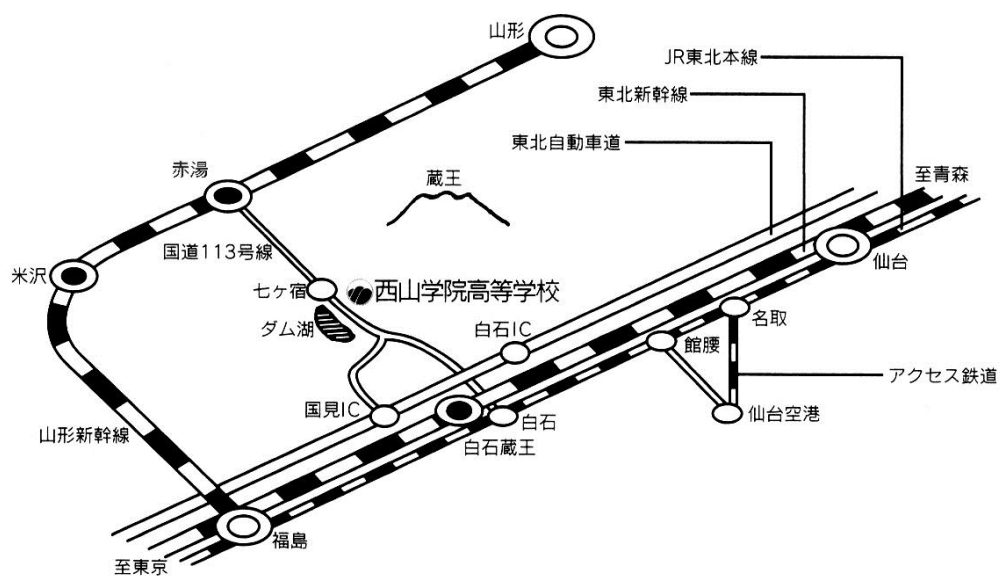 山形
JR東北本線
東北新幹線
東北自動車道
赤湯
蔵王
至青森
国道113号線
仙台
米沢
七ヶ宿
西山学院高等学校
ダム湖
白石IC
名取
館腰
アクセス鉄道
国見IC
白石
仙台空港
山形新幹線
白石蔵王
福島
至東京